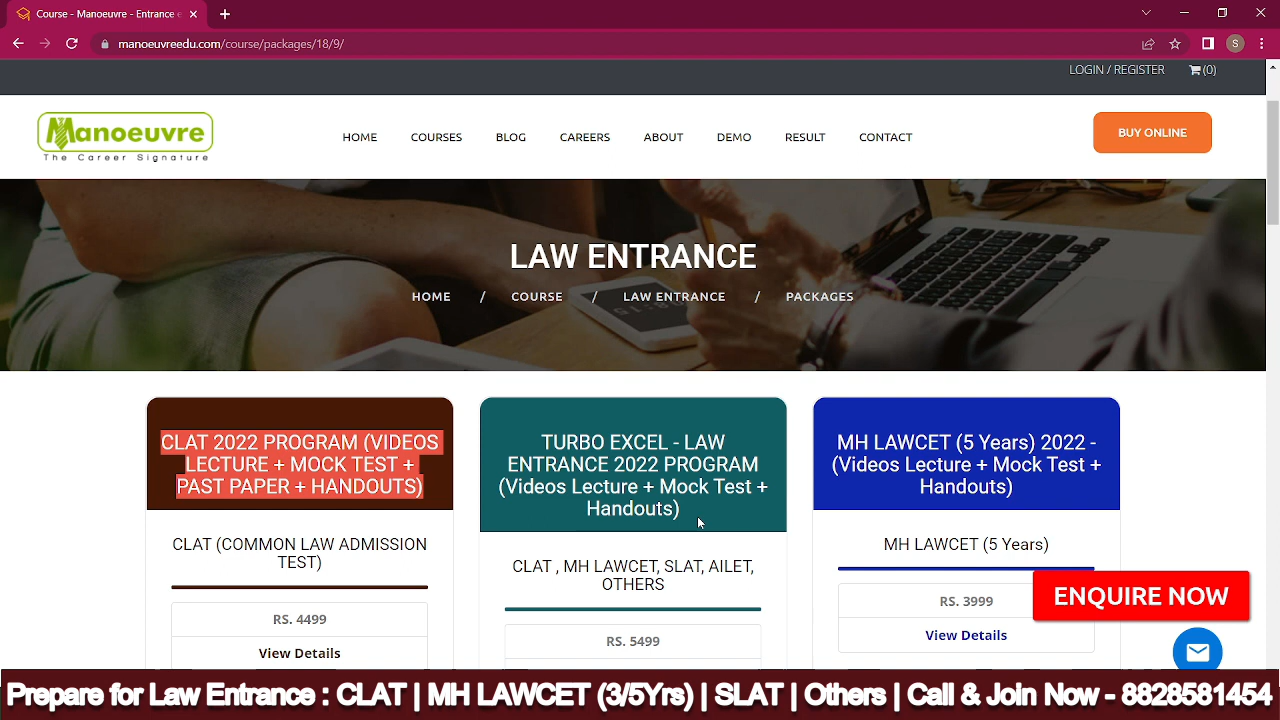 Course - Manoeuvre - Entrance e
manoeuvreedu.com/course/packages/18/9/
S
LOGIN / REGISTER (0)
Manoeuvre
The Career Signature
HOME COURSES BLOG CAREERS ABOUT DEMO RESULT CONTACT
BUY ONLINE
LAW ENTRANCE
HOME / COURSE / LAW ENTRANCE / PACKAGES
CLAT 2022 PROGRAM (VIDEOS
LECTURE + MOCK TEST +
PAST PAPER + HANDOUTS)
CLAT (COMMON LAW ADMISSION
TEST)
RS. 4499
View Details
TURBO EXCEL - LAW
ENTRANCE 2022 PROGRAM
(Videos Lecture + Mock Test +
Handouts)
CLAT , MH LAWCET, SLAT, AILET,
OTHERS
RS. 5499
MH LAWCET (5 Years) 2022 -
(Videos Lecture + Mock Test +
Handouts)
MH LAWCET (5 Years)
RS. 3999
View Details
ENQUIRE NOW
Prepare for Law Entrance : CLAT | MH LAWCET (3/5Yrs) | SLAT | Others | Call & Join Now - 8828581454